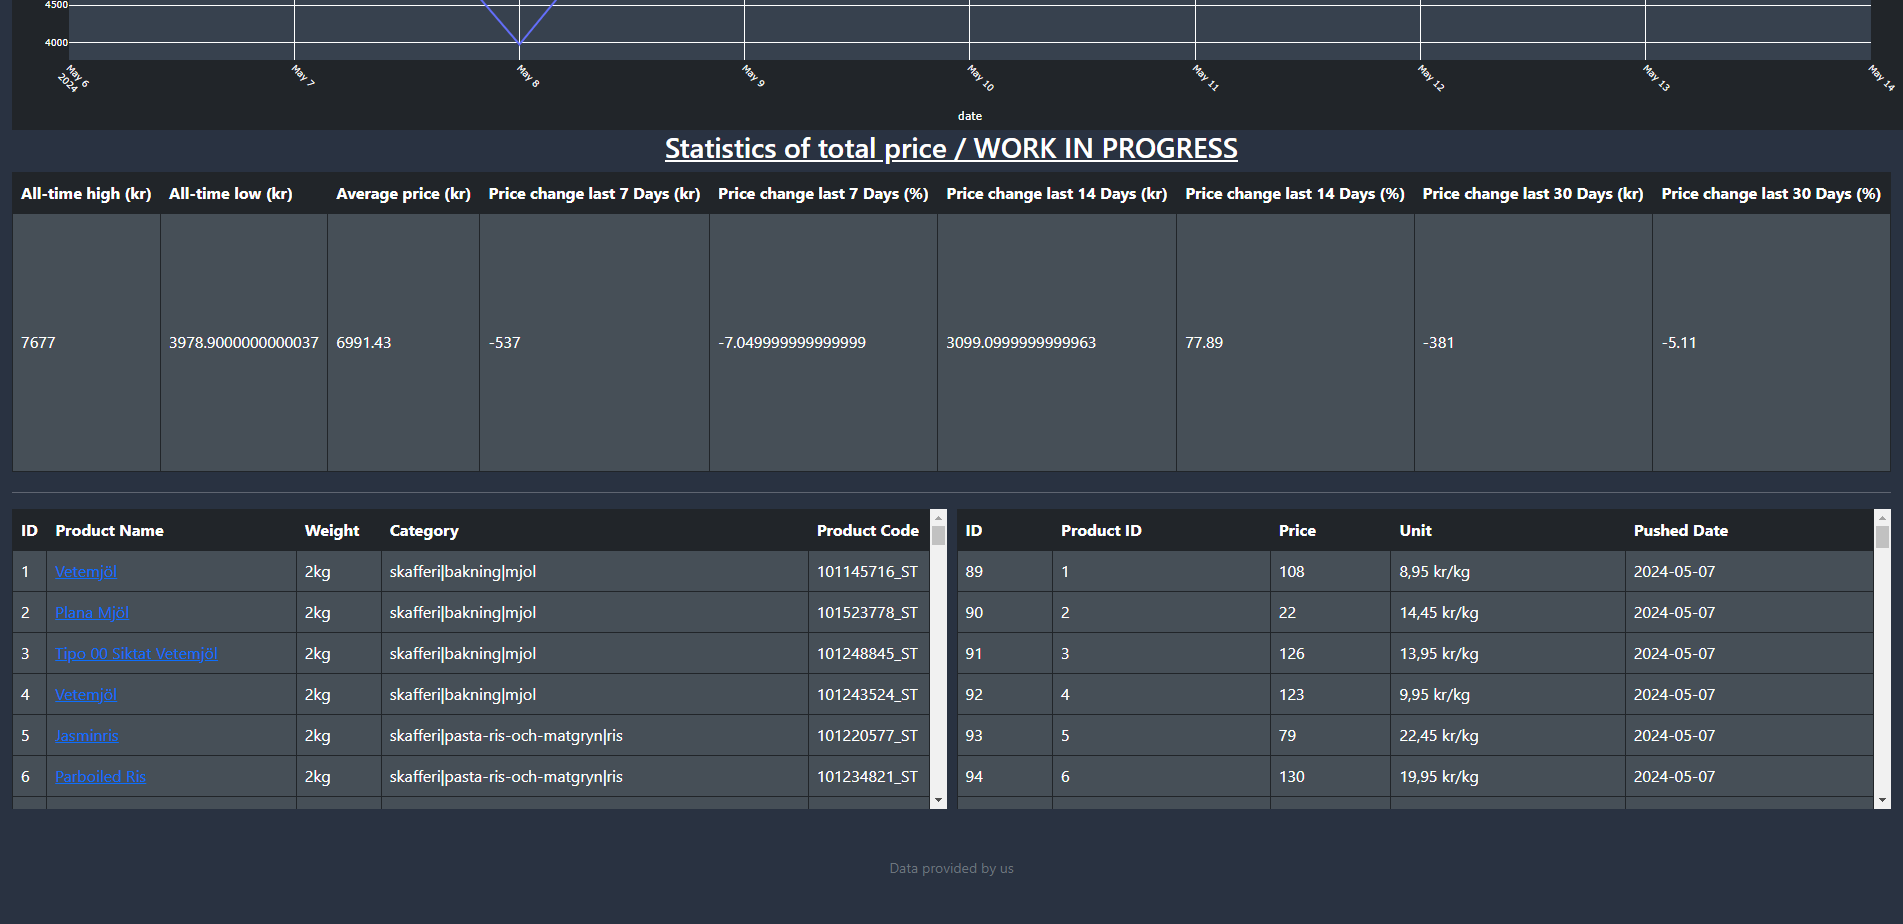 4500
4000
May 6
2024
May 7
May 8
May 9
May 10
May 11
May 12
May 13
May 14
date
Statistics of total price / WORK IN PROGRESS
All-time high (kr) All-time low (kr) Average price (kr) Price change last 7 Days (kr) Price change last 7 Days (%) Price change last 14 Days (kr) Price change last 14 Days (%) Price change last 30 Days (kr) Price change last 30 Days (%)
7677 3978.9000000000037 6991.43 -537 -7.049999999999999 3099.0999999999963 77.89 -381 -5.11
ID Product Name Weight Category Product Code
1 Vetemjöl 2kg skafferi|bakning|mjol 101145716_ST
2 Plana Mjöl 2kg skafferi|bakning|mjol 101523778_ST
3 Tipo 00 Siktat Vetemjöl 2kg skafferi|bakning|mjol 101248845_ST
4 Vetemjöl 2kg skafferi|bakning|mjol 101243524_ST
5 Jasminris 2kg skafferi|pasta-ris-och-matgryn|ris 101220577_ST
6 Parboiled Ris 2kg skafferi|pasta-ris-och-matgryn|ris 101234821_ST
ID Product ID Price Unit Pushed Date
89 1 108 8,95 kr/kg 2024-05-07
90 2 22 14,45 kr/kg 2024-05-07
91 3 126 13,95 kr/kg 2024-05-07
92 4 123 9,95 kr/kg 2024-05-07
93 5 79 22,45 kr/kg 2024-05-07
94 6 130 19,95 kr/kg 2024-05-07
Data provided by us